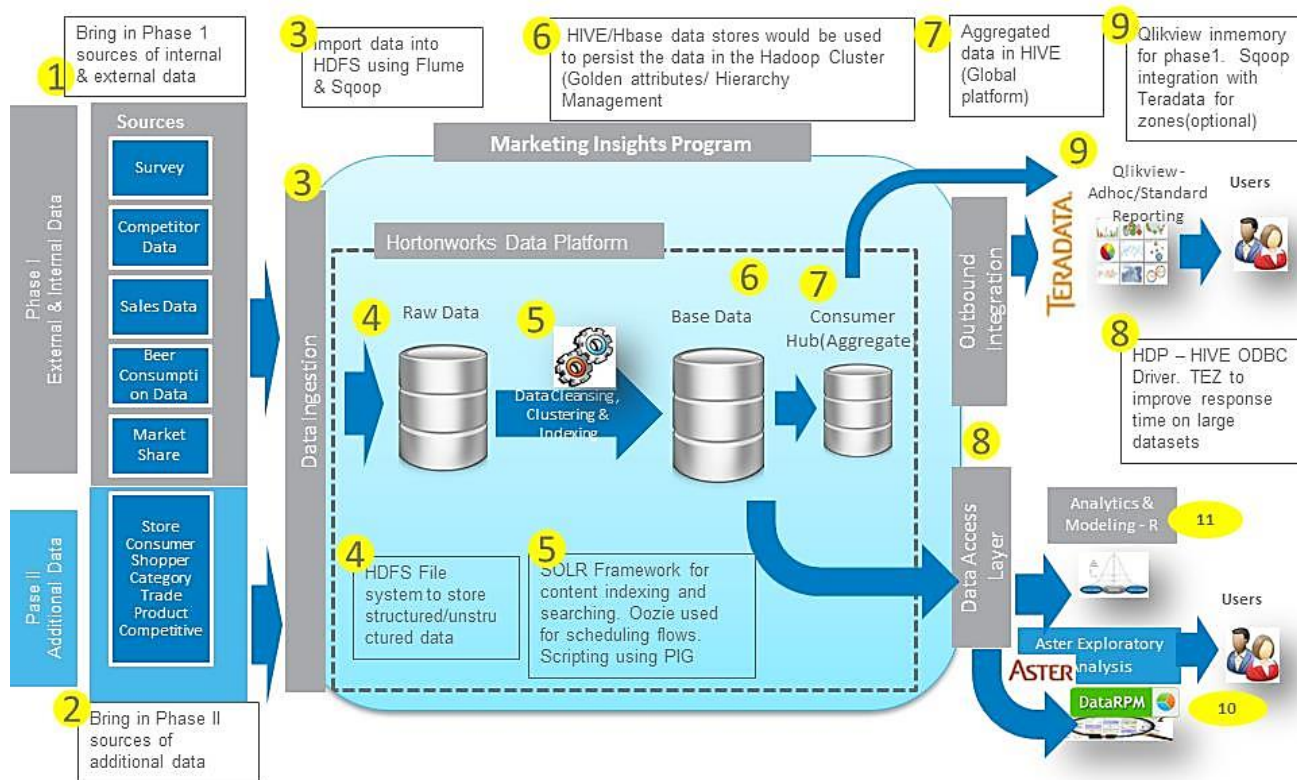 1
Bring in Phase 1
sources of internal
& external data
3
Import data into
HDFS using Flume
& Sqoop
6
HIVE/Hbase data stores would be used
to persist the data in the Hadoop Cluster
(Golden attributes/ Hierarchy
Management
7
Aggregated
data in HIVE
(Global
platform)
9
Qlikview inmemory
for phase1. Sqoop
integration with
Teradata for
zones(optional)
Phase I
External & Internal Data
Sources
Survey
Competitor
Data
Sales Data
Beer
Consumpti
on Data
Market
Share
Pase II
Additional Data
Store
Consumer
Shopper
Category
Trade
Product
Competitive
2
Bring in Phase II
sources of
additional data
Marketing Insights Program
3
Data Ingestion
Hortonworks Data Platform
4
Raw Data
5
Data Cleansing,
Clustering &
Indexing
6
Base Data
7
Consumer
Hub(Aggregate)
4
HDFS File
system to store
structured/unstru
ctured data
5
SOLR Framework for
content indexing and
searching. Oozie used
for scheduling flows.
Scripting using PIG
Outbound
Integration
9
TERADATA.
Qlikview-
Adhoc/Standard
Reporting
Users
8
HDP – HIVE ODBC
Driver. TEZ to
improve response
time on large
datasets
8
Data Access
Layer
Analytics &
Modeling - R
11
Aster Exploratory
Analysis
ASTER
Users
DataRPM
10